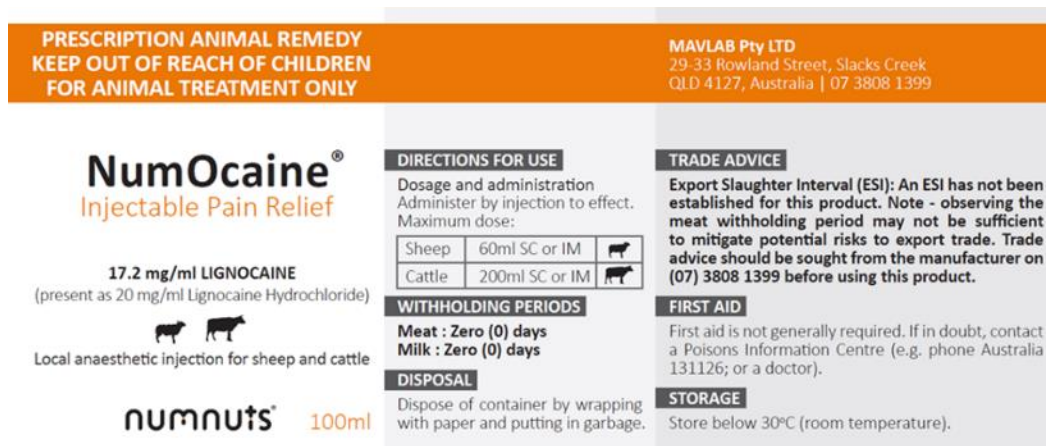 PRESCRIPTION ANIMAL REMEDY
KEEP OUT OF REACH OF CHILDREN
FOR ANIMAL TREATMENT ONLY
NumOcaine®
Injectable Pain Relief
17.2 mg/ml LIGNOCAINE
(present as 20 mg/ml Lignocaine Hydrochloride)
Local anaesthetic injection for sheep and cattle
numnuts® 100ml
DIRECTIONS FOR USE
Dosage and administration
Administer by injection to effect.
Maximum dose:
Sheep 60ml SC or IM
Cattle 200ml SC or IM
WITHHOLDING PERIODS
Meat : Zero (0) days
Milk : Zero (0) days
DISPOSAL
Dispose of container by wrapping
with paper and putting in garbage.
MAVLAB Pty LTD
29-33 Rowland Street, Slacks Creek
QLD 4127, Australia | 07 3808 1399
TRADE ADVICE
Export Slaughter Interval (ESI): An ESI has not been
established for this product. Note - observing the
meat withholding period may not be sufficient
to mitigate potential risks to export trade. Trade
advice should be sought from the manufacturer on
(07) 3808 1399 before using this product.
FIRST AID
First aid is not generally required. If in doubt, contact
a Poisons Information Centre (e.g. phone Australia
131126; or a doctor).
STORAGE
Store below 30ºC (room temperature).